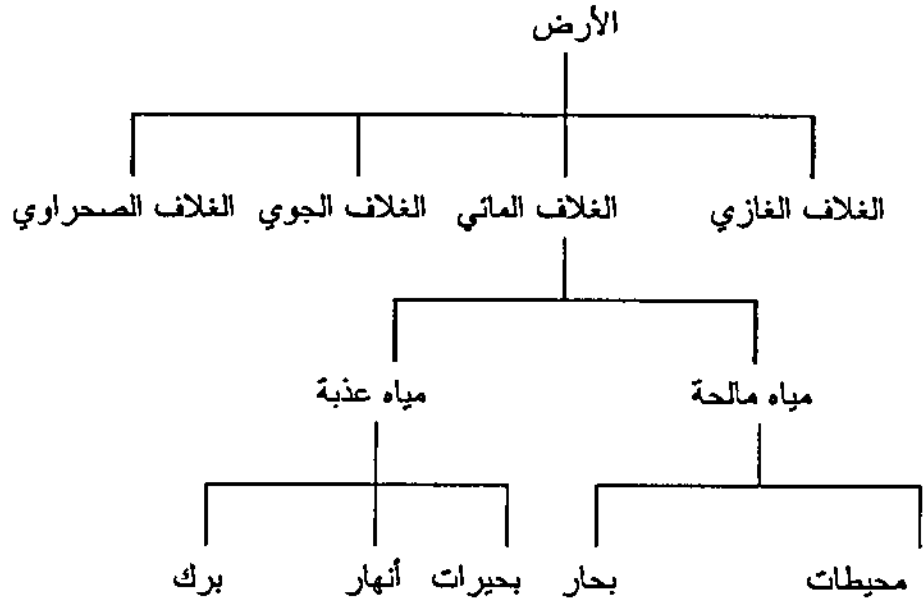 الأرض
الغلاف الغازي الغلاف المائي الغلاف الجوي الغلاف الصحراوي
مياه مالحة مياه عذبة
محيطات بحار بحيرات أنهار برك